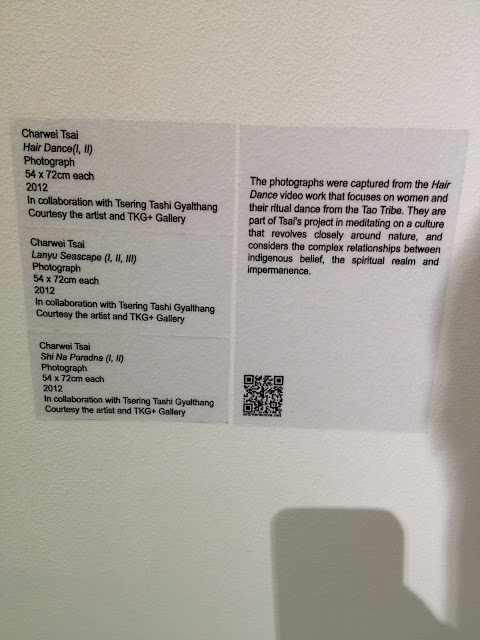 Charwei Tsai
Hair Dance(I, II)
Photograph
54 x 72cm each
2012
In collaboration with Tsering Tashi Gyalthang
Courtesy the artist and TKG+ Gallery
Charwei Tsai
Lanyu Seascape (I, II, III)
Photograph
54 x 72cm each
2012
In collaboration with Tsering Tashi Gyalthang
Courtesy the artist and TKG+ Gallery
Charwei Tsai
Shi Na Paradna (I, II)
Photograph
54 x 72cm each
2012
In collaboration with Tsering Tashi Gyalthang
Courtesy the artist and TKG+ Gallery
The photographs were captured from the Hair
Dance video work that focuses on women and
their ritual dance from the Tao Tribe. They are
part of Tsai's project in meditating on a culture
that revolves closely around nature, and
considers the complex relationships between
indigenous belief, the spiritual realm and
impermanence.